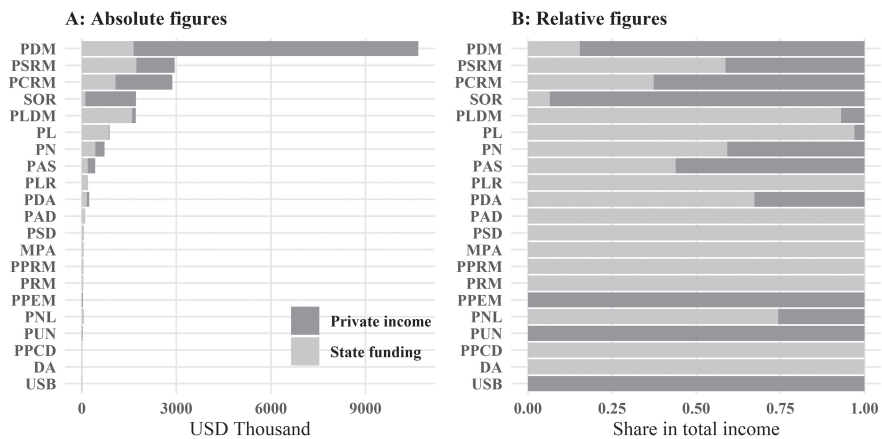 A: Absolute figures
PDM
PSRM
PCRM
SOR
PLDM
PL
PN
PAS
PLR
PDA
PAD
PSD
MPA
PPRM
PRM
PPEM
PNL
PUN
PPCD
DA
USB
Private income
State funding
0 3000 6000 9000
USD Thousand
B: Relative figures
PDM
PSRM
PCRM
SOR
PLDM
PL
PN
PAS
PLR
PDA
PAD
PSD
MPA
PPRM
PRM
PPEM
PNL
PUN
PPCD
DA
USB
0.00 0.25 0.50 0.75 1.00
Share in total income